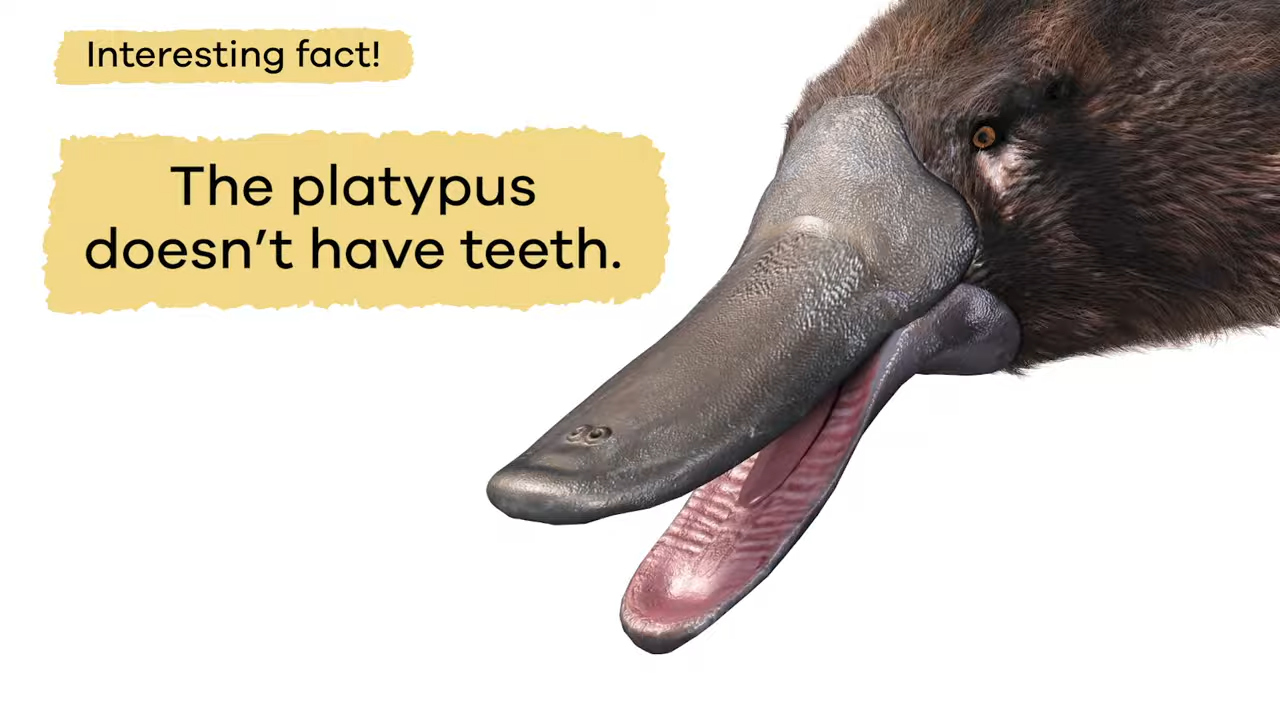 Interesting fact!
The platypus
doesn’t have teeth.